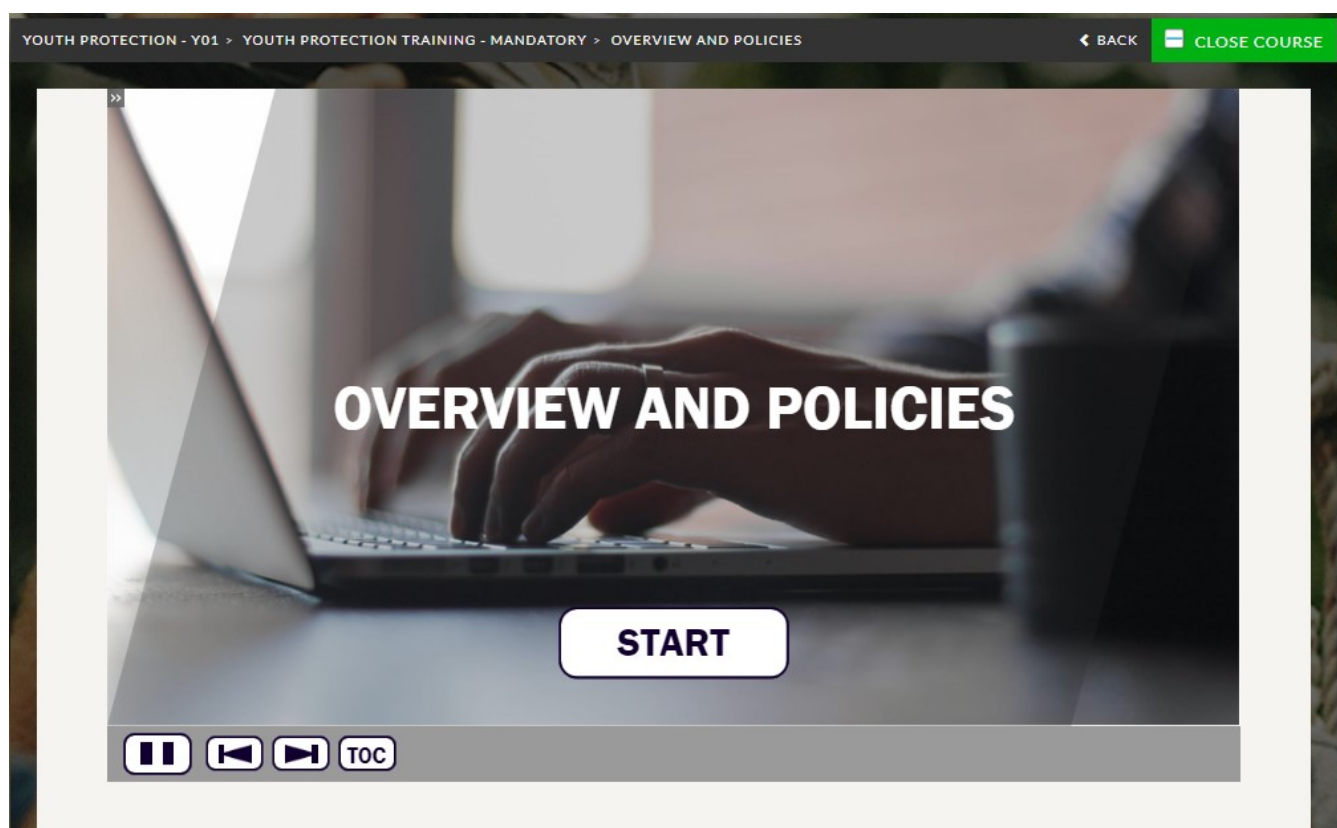 YOUTH PROTECTION - Y01 > YOUTH PROTECTION TRAINING - MANDATORY > OVERVIEW AND POLICIES
BACK
CLOSE COURSE
»
OVERVIEW AND POLICIES
START
TOC